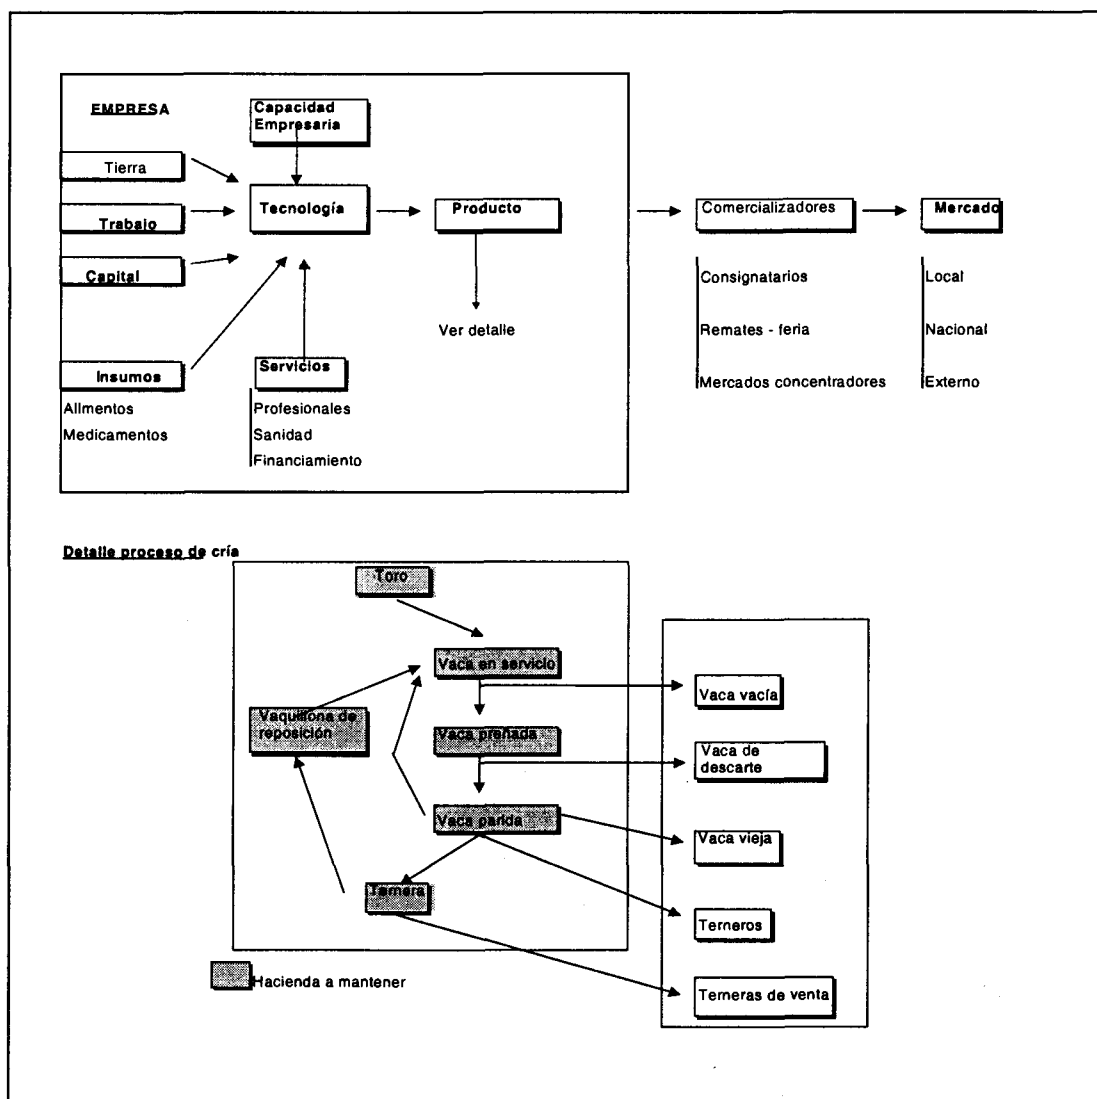 EMPRESA
Capacidad
Empresaria
Tierra
Trabajo
Capital
Tecnología
Producto
Comercializadores
Mercado
Consignatarios
Remates - feria
Mercados concentradores
Local
Nacional
Externo
Ver detalle
Insumos
Alimentos
Medicamentos
Servicios
Profesionales
Sanidad
Financiamiento
Detalle proceso de cría
Toro
Vaca en servicio
Vaquillona de
reposición
Vaca preñada
Vaca parida
Ternera
Vaca vacía
Vaca de
descarte
Vaca vieja
Terneros
Terneras de venta
Hacienda a mantener